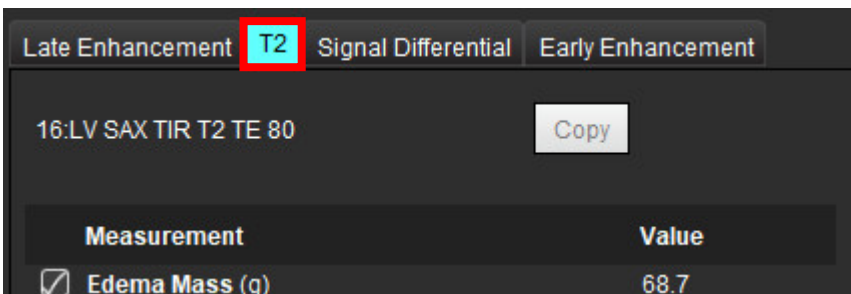 Late Enhancement T2 Signal Differential Early Enhancement
16:LV SAX TIR T2 TE 80 Copy
Measurement Value
Edema Mass (g) 68.7